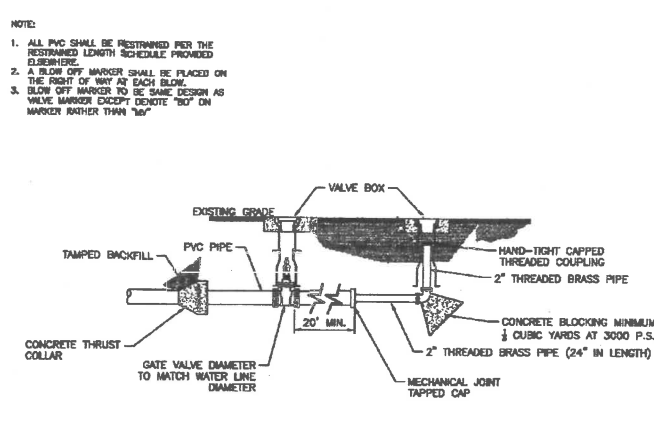 NOTE:
1. ALL PVC SHALL BE RESTRAINED PER THE
RESTRAINED LENGTH SCHEDULE PROVIDED
ELSEWHERE.
2. A BLOW OFF MARKER SHALL BE PLACED ON
THE RIGHT OF WAY AT EACH BLOW.
3. BLOW OFF MARKER TO BE SAME DESIGN AS
VALVE MARKER EXCEPT DENOTE "BO" ON
MARKER RATHER THAN "MV"
VALVE BOX
EXISTING GRADE
PVC PIPE
TAMPED BACKFILL
HAND-TIGHT CAPPED
THREADED COUPLING
2" THREADED BRASS PIPE
20' MIN.
CONCRETE BLOCKING MINIMUM
CUBIC YARDS AT 3000 P.S.
CONCRETE THRUST
COLLAR
2" THREADED BRASS PIPE (24" IN LENGTH)
GATE VALVE DIAMETER
TO MATCH WATER LINE
DIAMETER
MECHANICAL JOINT
TAPPED CAP